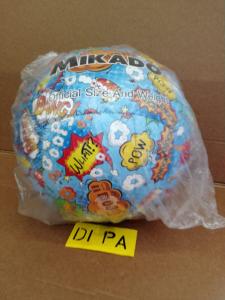 MIKADO
Official Size And Weight
POW
WHAT?
DI PA